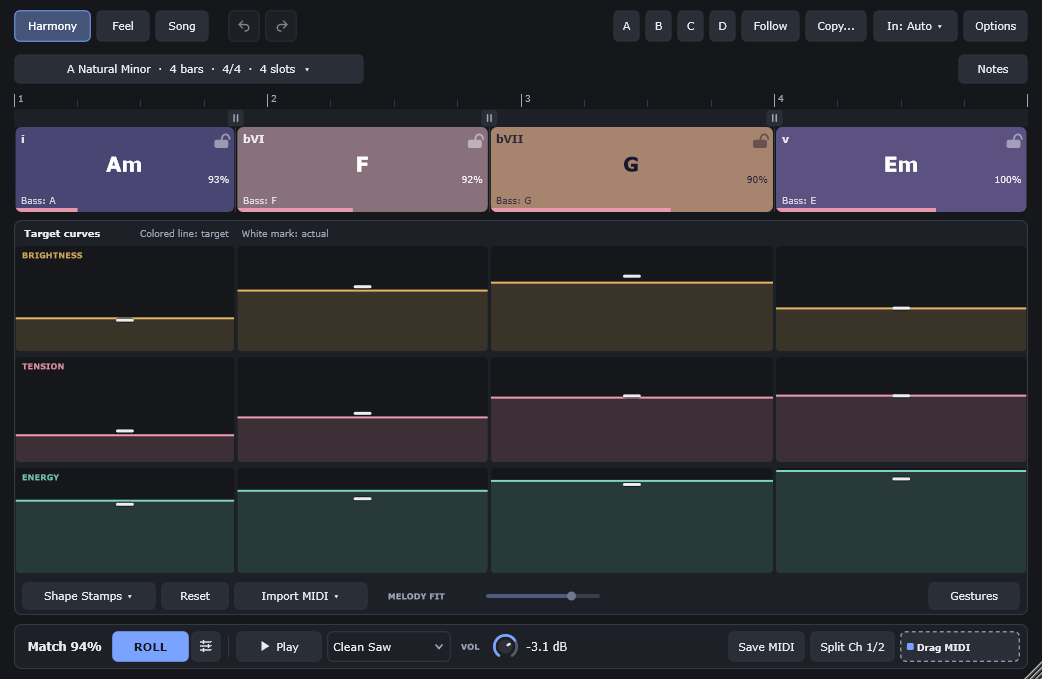 Harmony Feel Song A B C D Follow Copy... In: Auto Options
A Natural Minor · 4 bars · 4/4 · 4 slots Notes
1 2 3 4
i bVI bVII v
Am F G Em
93% 92% 90% 100%
Bass: A Bass: F Bass: G Bass: E
Target curves Colored line: target White mark: actual
BRIGHTNESS
TENSION
ENERGY
Shape Stamps Reset Import MIDI MELODY FIT Gestures
Match 94% ROLL Play Clean Saw VOL -3.1 dB Save MIDI Split Ch 1/2 Drag MIDI